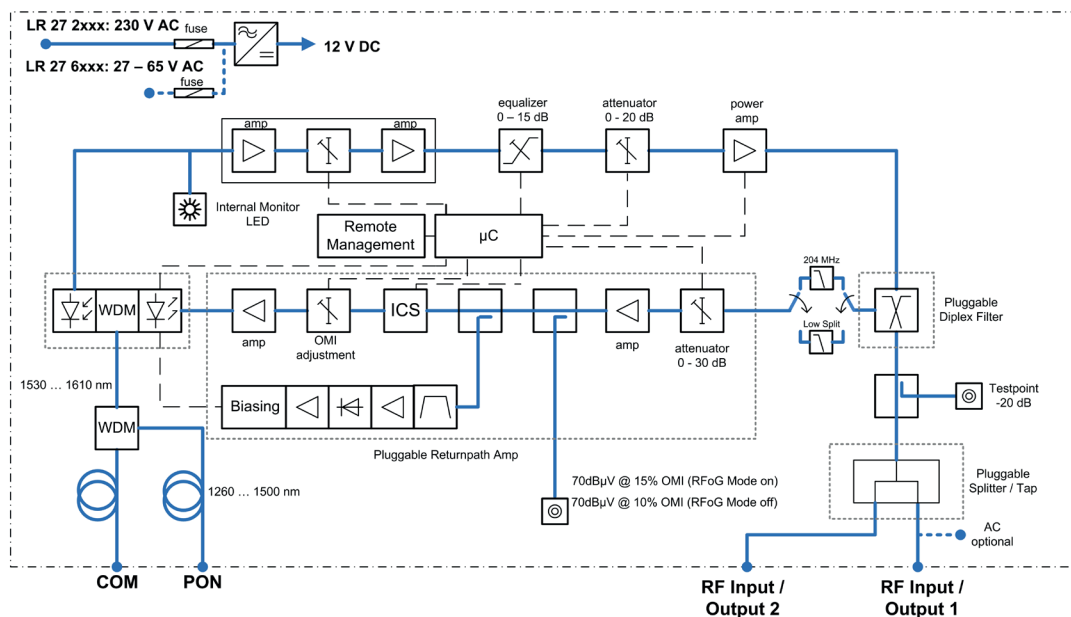 LR 27 2xxx: 230 V AC
fuse
12 V DC
LR 27 6xxx: 27 – 65 V AC
fuse
amp
amp
equalizer
0 – 15 dB
attenuator
0 - 20 dB
power
amp
Internal Monitor
LED
Remote
Management
µC
204 MHz
Low Split
Pluggable
Diplex Filter
WDM
amp
OMI
adjustment
ICS
amp
attenuator
0 - 30 dB
1530 … 1610 nm
Biasing
Testpoint
-20 dB
WDM
Pluggable Returnpath Amp
1260 … 1500 nm
70dBµV @ 15% OMI (RFoG Mode on)
70dBµV @ 10% OMI (RFoG Mode off)
Pluggable
Splitter / Tap
AC
optional
COM
PON
RF Input /
Output 2
RF Input /
Output 1